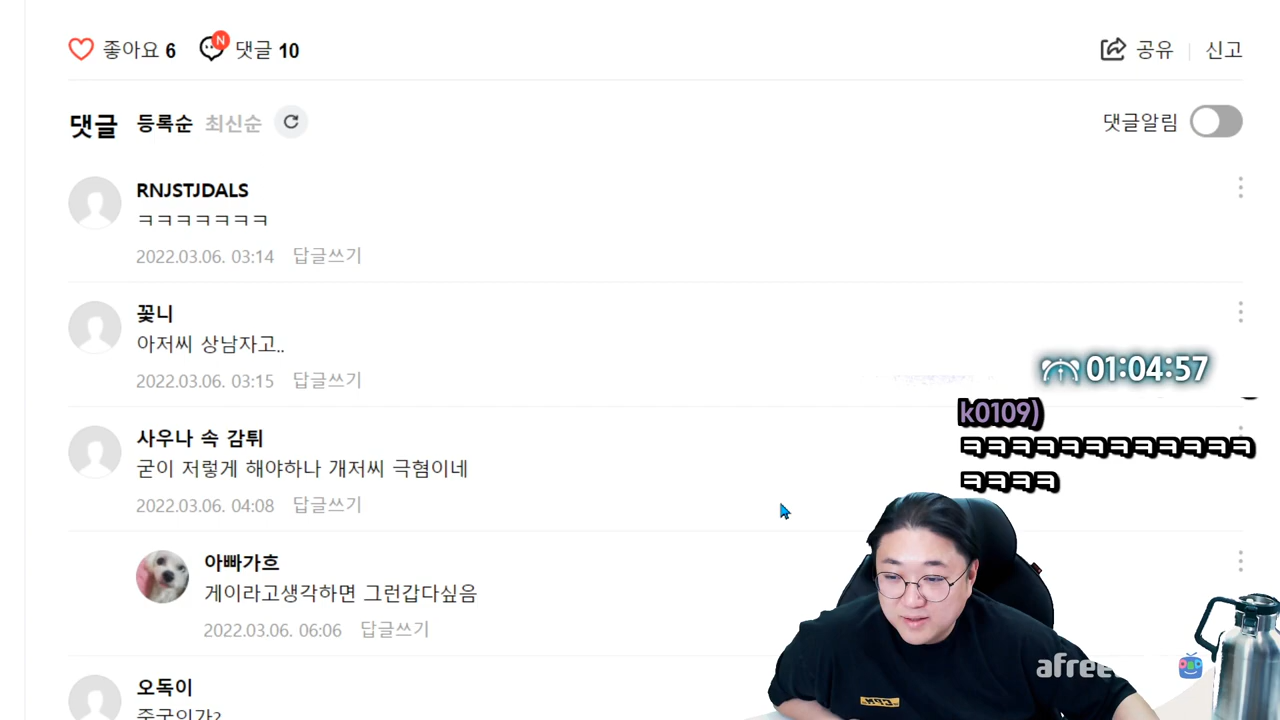 좋아요 6 댓글 10 공유 신고
N
댓글 등록순 최신순 댓글알림
RNJSTJDALS
ㅋㅋㅋㅋㅋㅋㅋ
2022.03.06. 03:14 답글쓰기
꽃니
아저씨 상남자고..
2022.03.06. 03:15 답글쓰기
01:04:57
k0109)
ㅋㅋㅋㅋㅋㅋㅋㅋㅋㅋㅋㅋ
ㅋㅋㅋㅋ
사우나 속 감튀
굳이 저렇게 해야하나 개저씨 극혐이네
2022.03.06. 04:08 답글쓰기
아빠가흐
게이라고생각하면 그런갑다싶음
2022.03.06. 06:06 답글쓰기
오독이
중국인가?